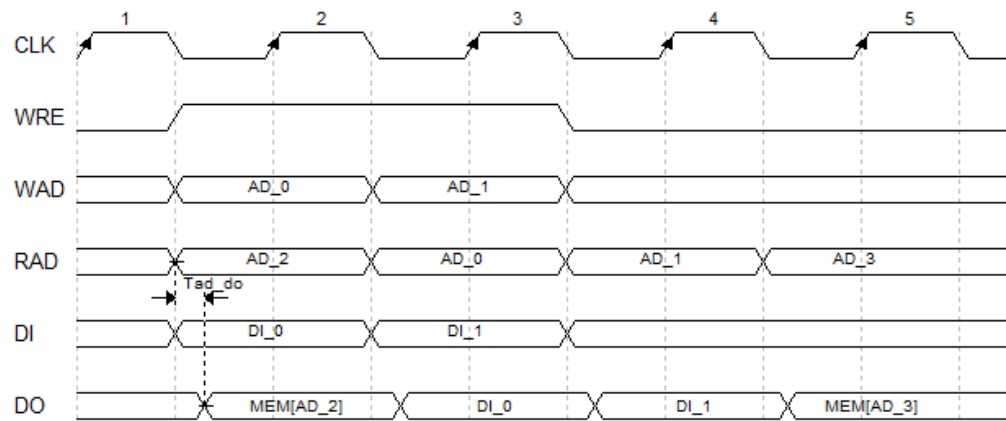 1 2 3 4 5
CLK
WRE
WAD AD_0 AD_1
RAD AD_2 AD_0 AD_1 AD_3
Tad_do
DI DI_0 DI_1
DO MEM[AD_2] DI_0 DI_1 MEM[AD_3]